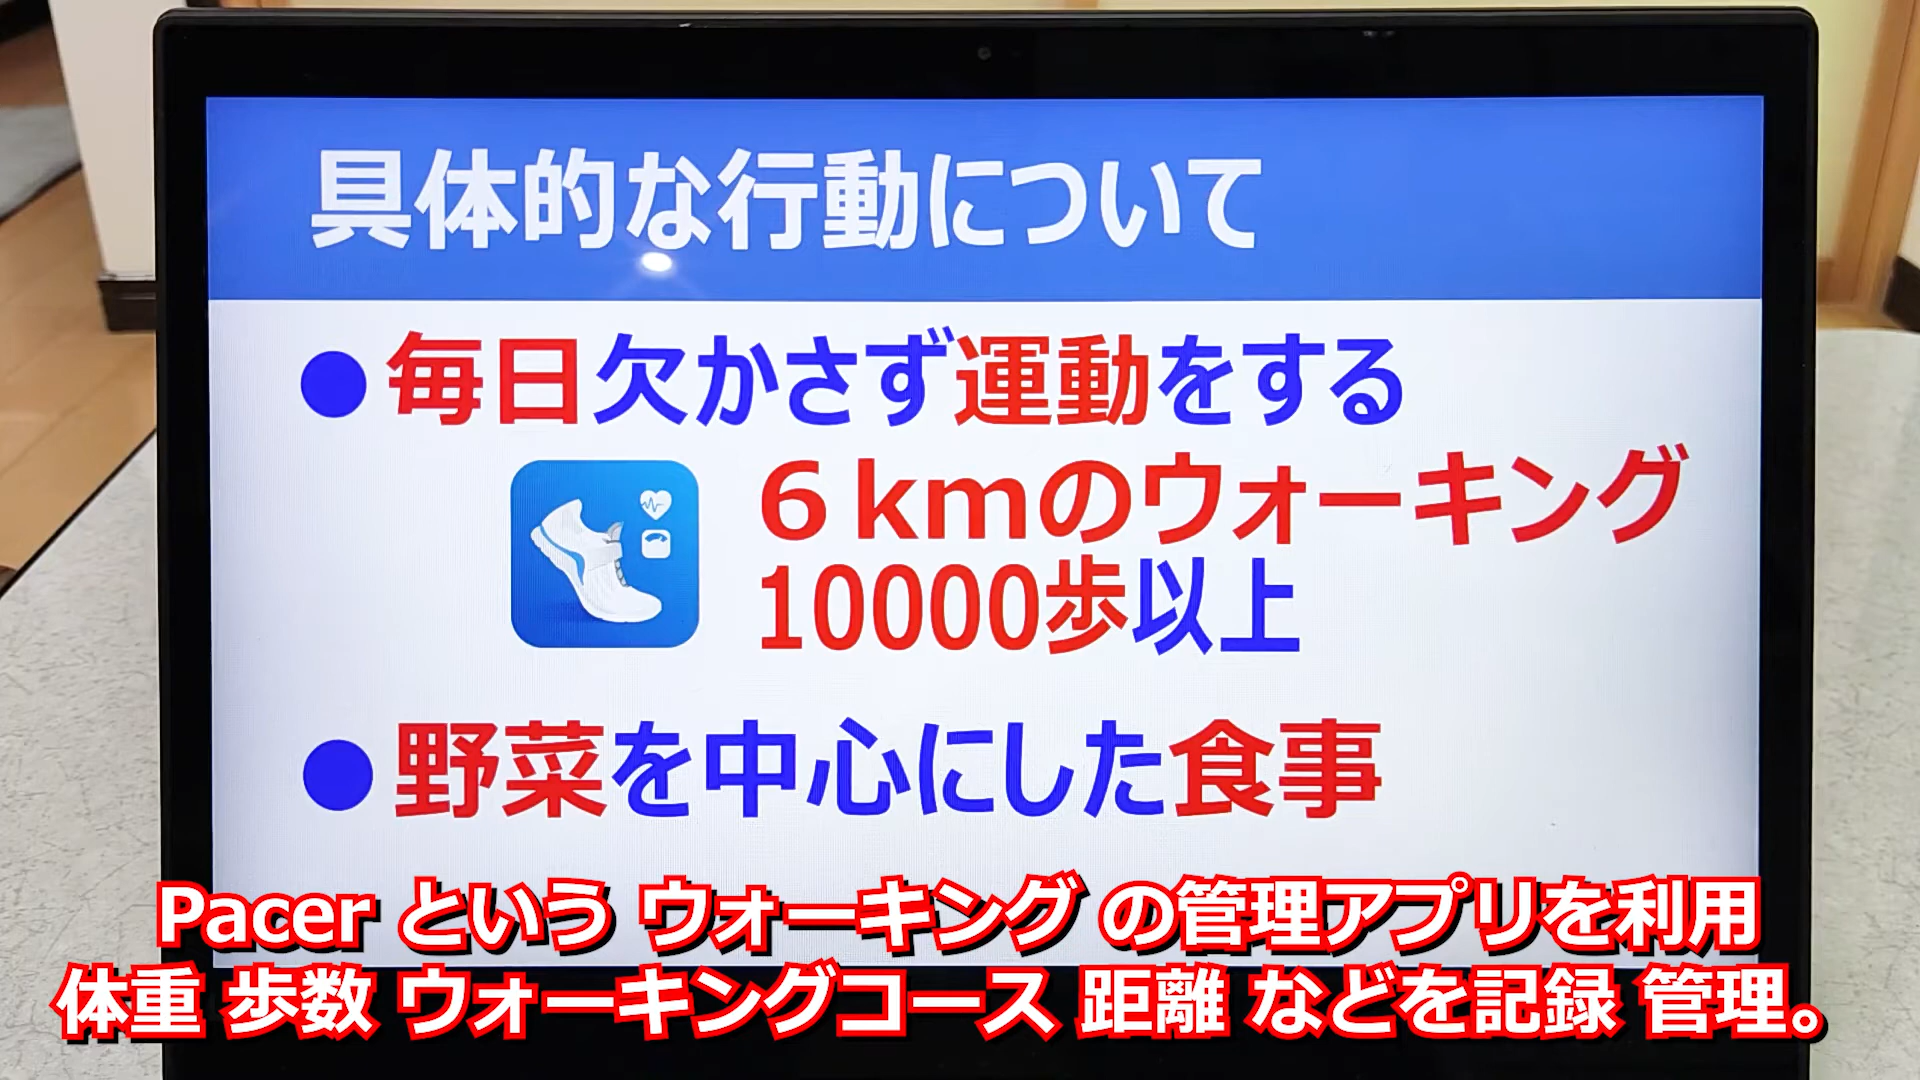 具体的な行動について
●毎日欠かさず運動をする
６kmのウォーキング
10000歩以上
●野菜を中心にした食事
Pacer という ウォーキング の管理アプリを利用
体重 歩数 ウォーキングコース 距離 などを記録 管理。